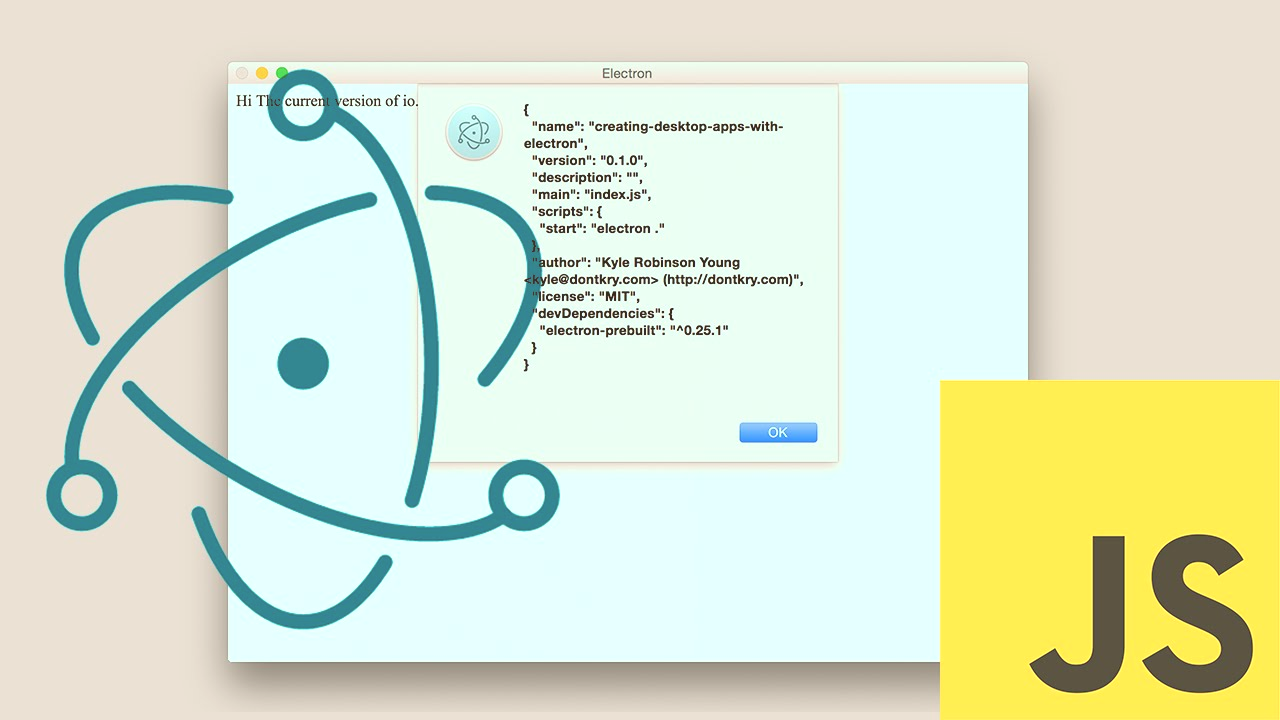 Electron
Hi The current version of io.
{
"name": "creating-desktop-apps-with-
electron",
"version": "0.1.0",
"description": "",
"main": "index.js",
"scripts": {
"start": "electron ."
},
"author": "Kyle Robinson Young
<kyle@dontkry.com> (http://dontkry.com)",
"license": "MIT",
"devDependencies": {
"electron-prebuilt": "^0.25.1"
}
}
OK
JS